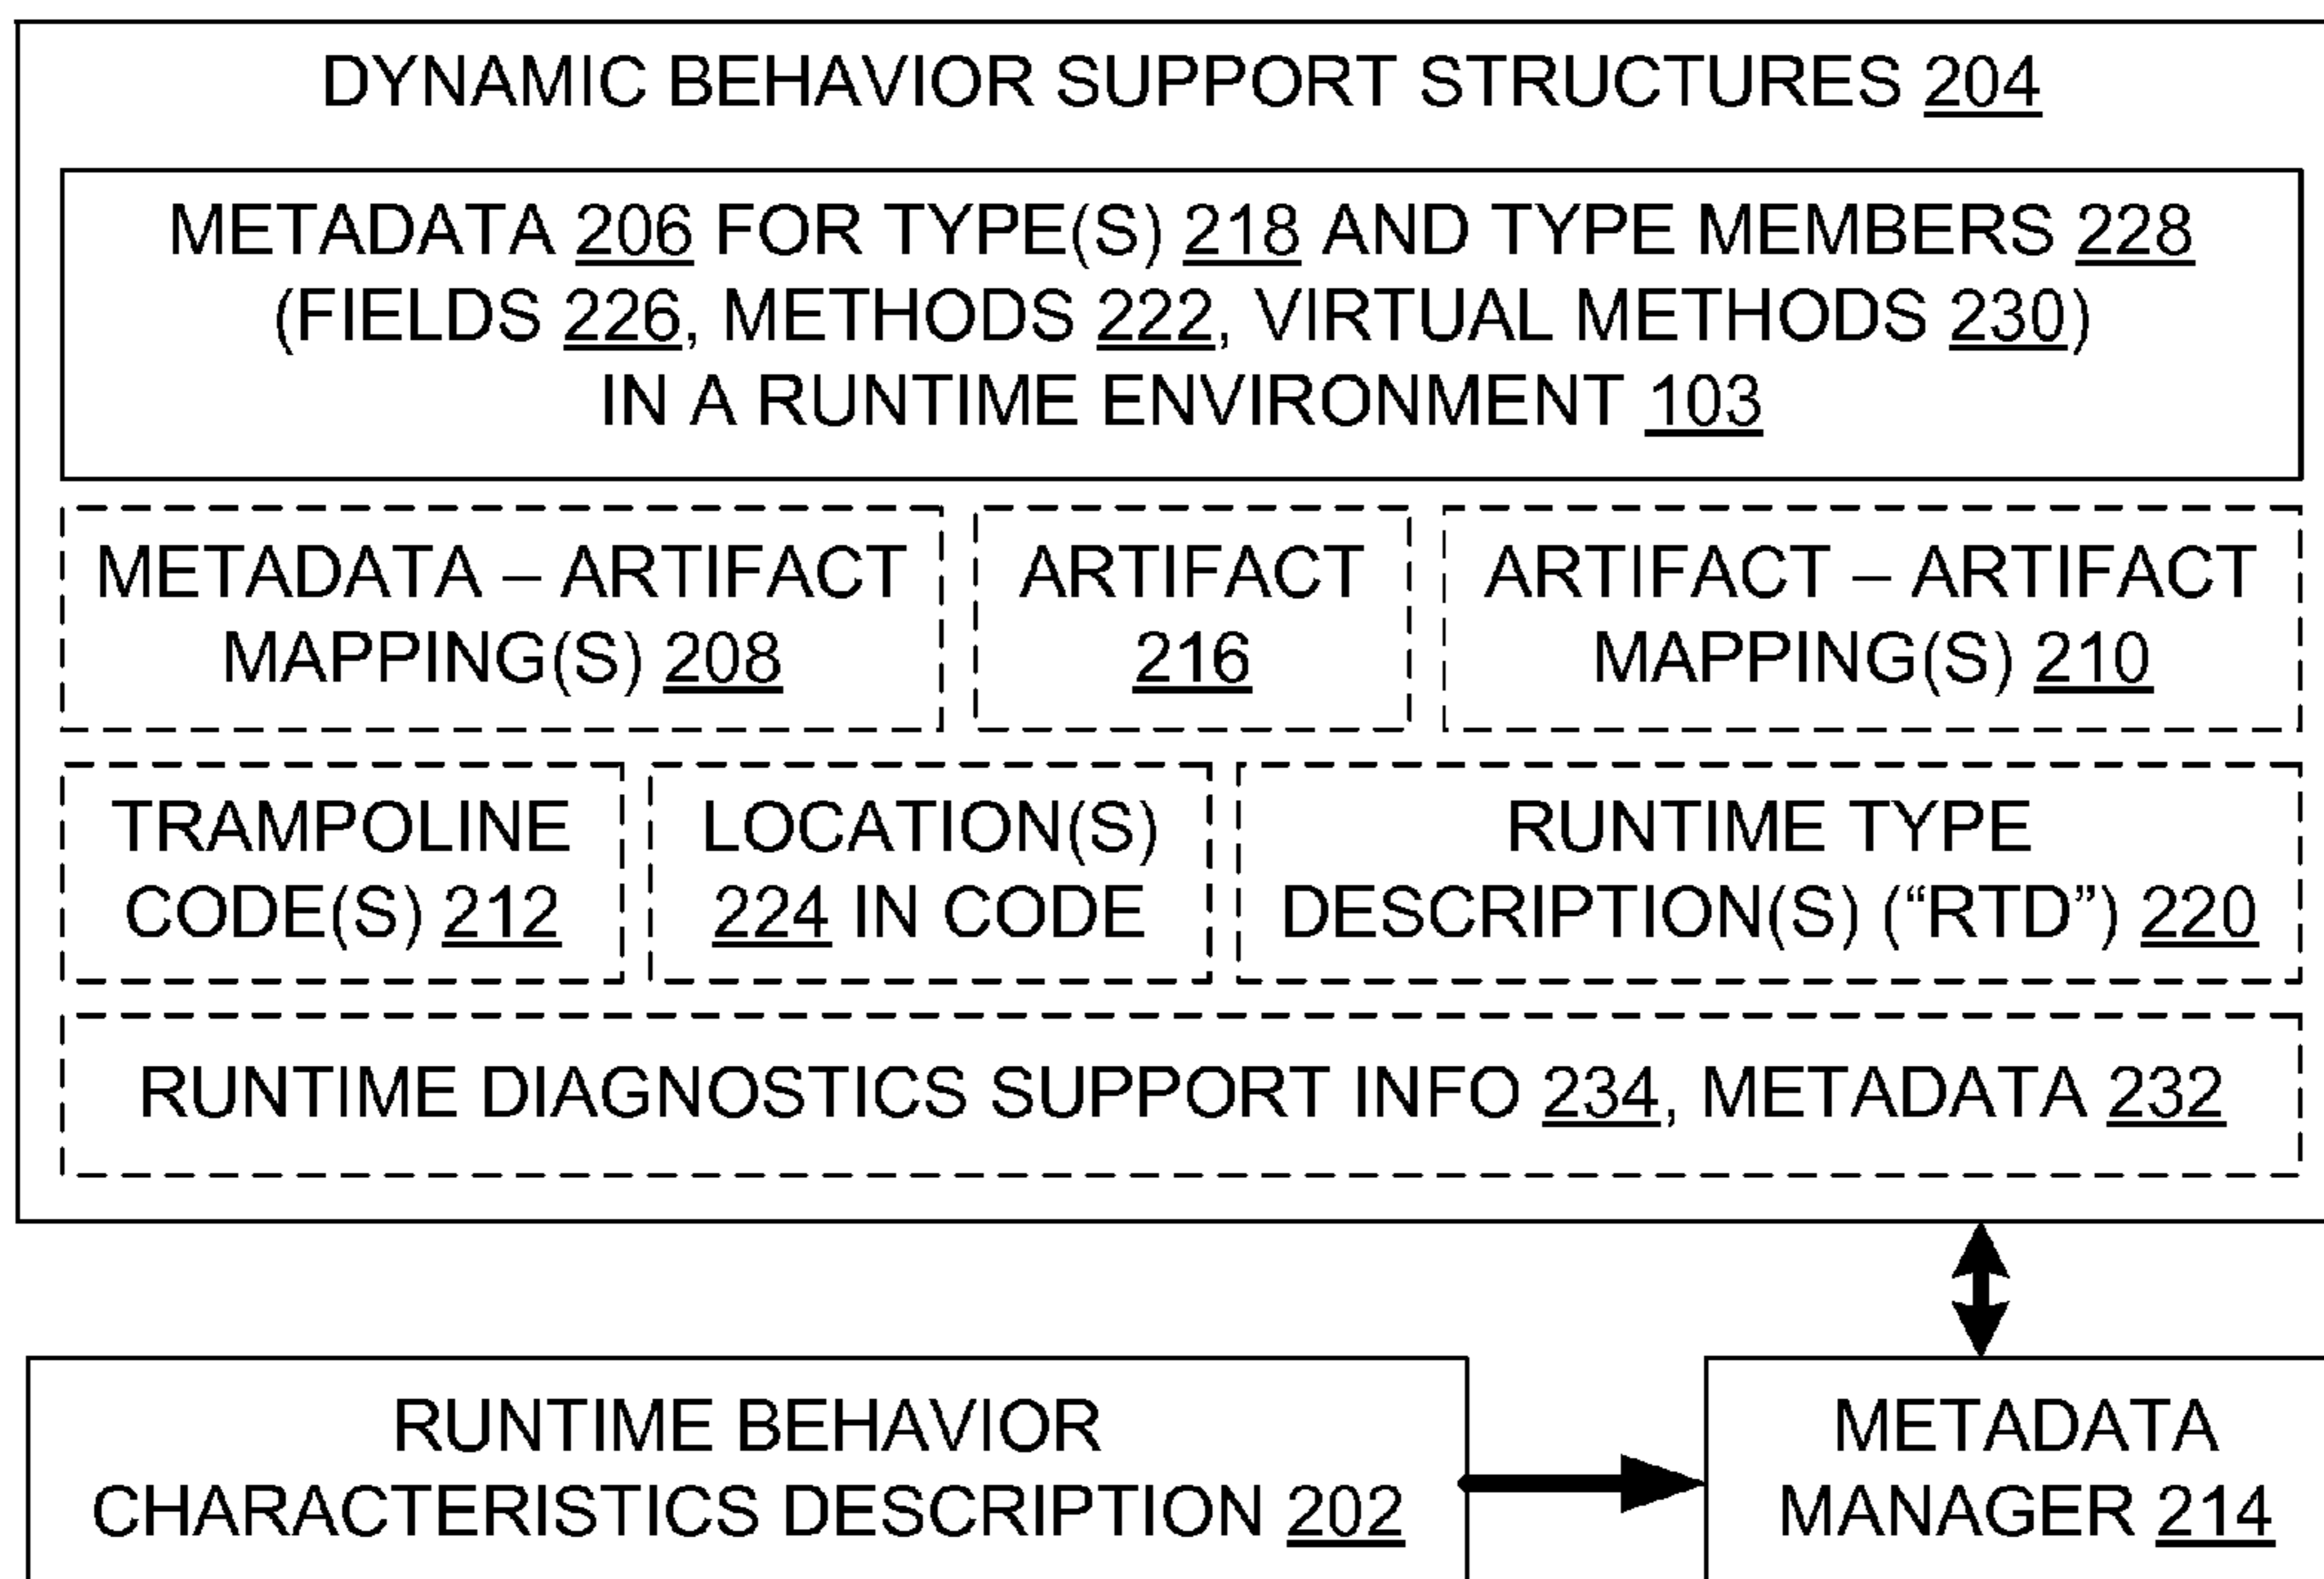 DYNAMIC BEHAVIOR SUPPORT STRUCTURES 204
METADATA 206 FOR TYPE(S) 218 AND TYPE MEMBERS 228
(FIELDS 226, METHODS 222, VIRTUAL METHODS 230)
IN A RUNTIME ENVIRONMENT 103
METADATA – ARTIFACT
MAPPING(S) 208
ARTIFACT
216
ARTIFACT – ARTIFACT
MAPPING(S) 210
TRAMPOLINE
CODE(S) 212
LOCATION(S)
224 IN CODE
RUNTIME TYPE
DESCRIPTION(S) (“RTD”) 220
RUNTIME DIAGNOSTICS SUPPORT INFO 234, METADATA 232
RUNTIME BEHAVIOR
CHARACTERISTICS DESCRIPTION 202
METADATA
MANAGER 214